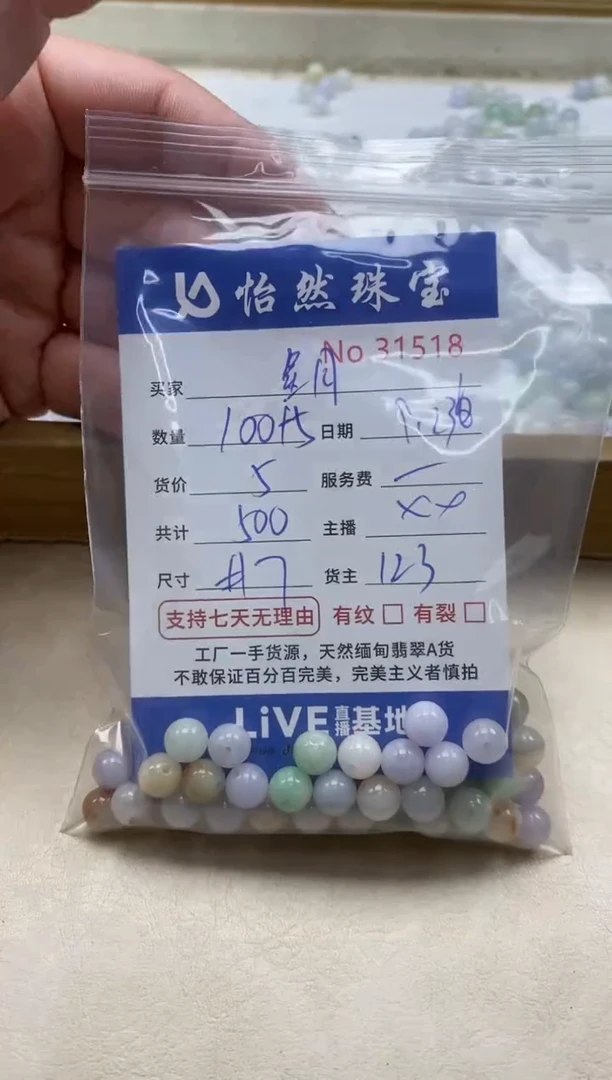 怡然珠宝
No 31518
买家
数量 100 日期
货价 5 服务费 一
共计 500 主播 xx
尺寸 #7 货主 123
支持七天无理由 有纹 □ 有裂 □
工厂一手货源，天然缅甸翡翠A货
不敢保证百分百完美，完美主义者慎拍
LiVE直播基地